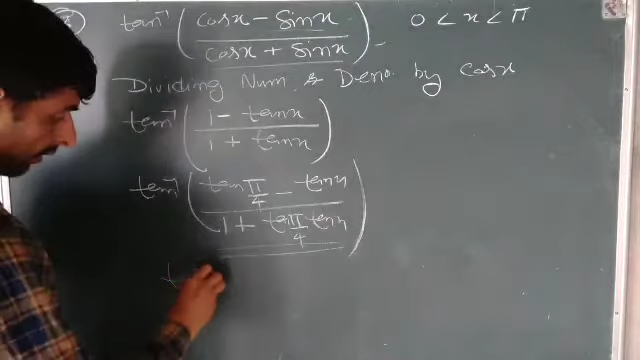 (8) tan⁻¹ (cosx - sinx / cosx + sinx) 0 < x < π
Dividing Num. & Deno. by cosx
tan⁻¹ (1 - tanx / 1 + tanx)
tan⁻¹ (tan π/4 - tanx / 1 + tan π/4 tanx)
t